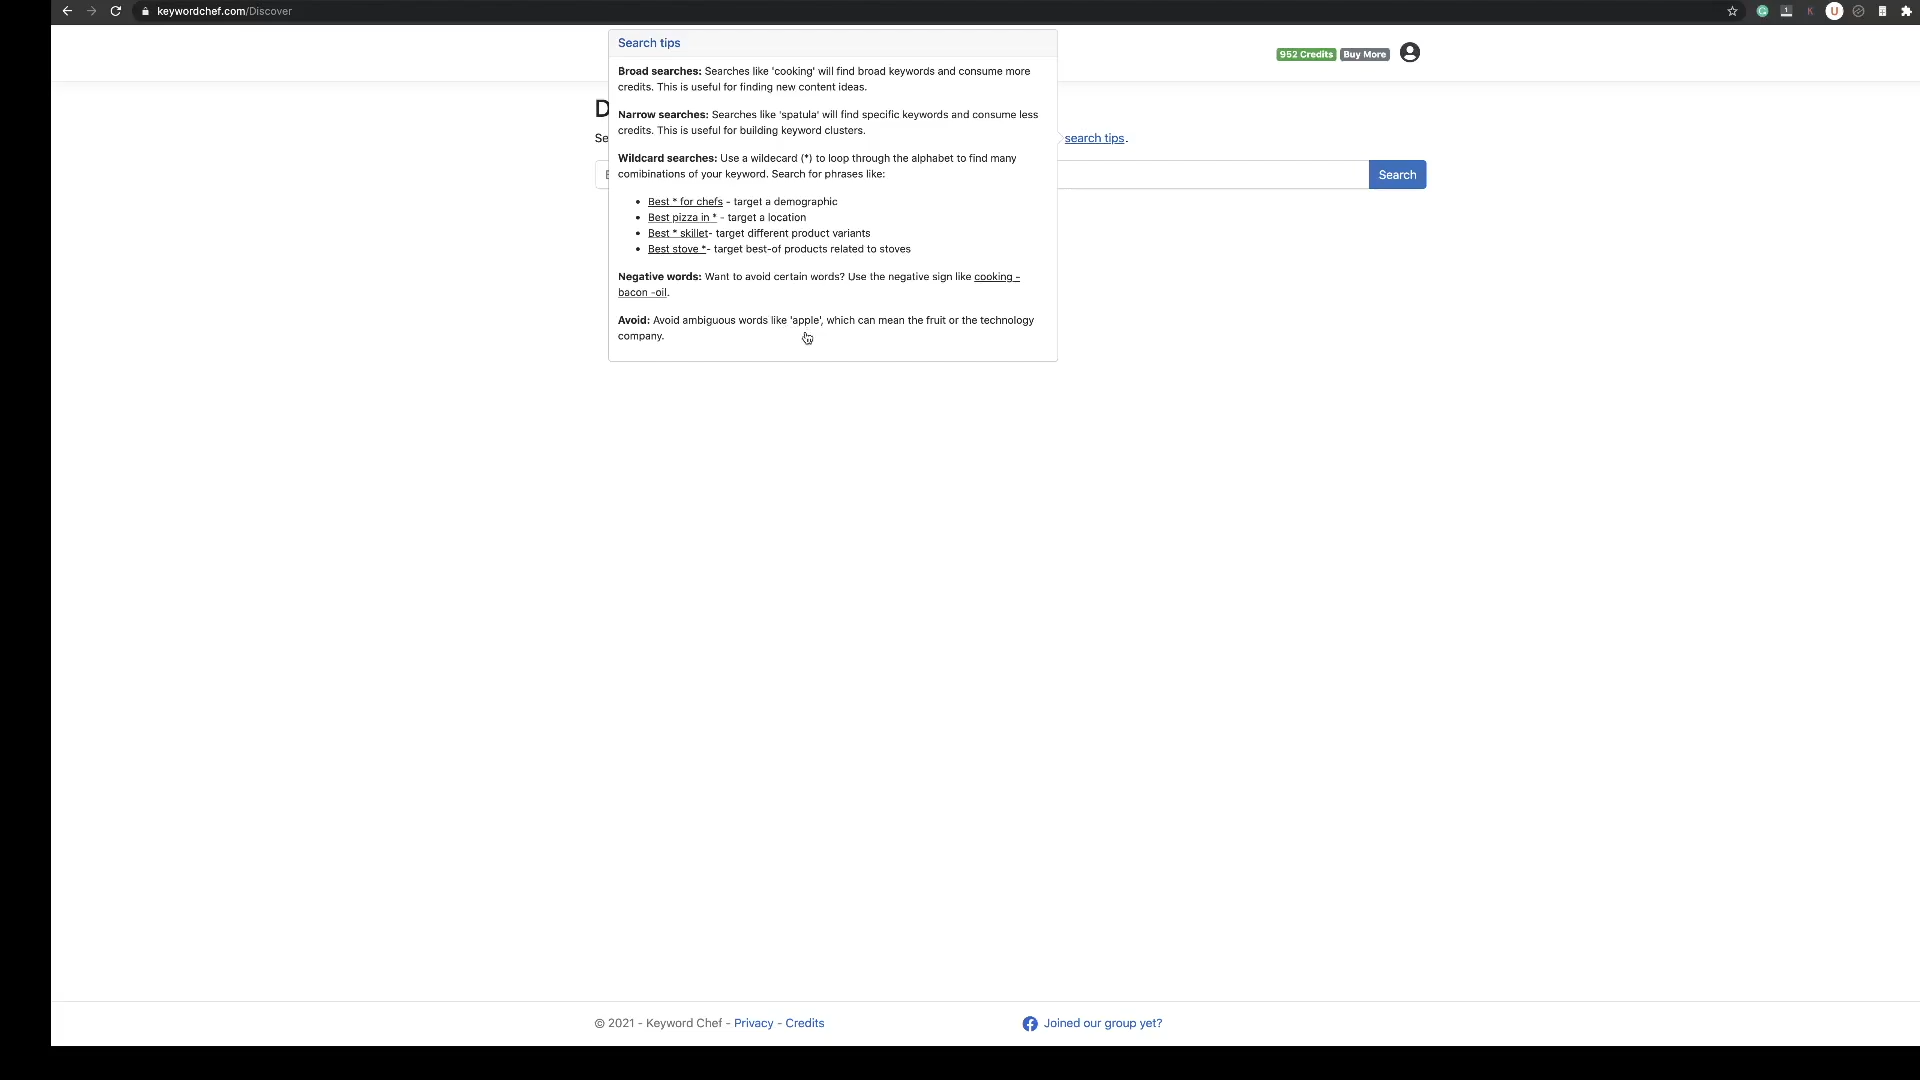 keywordchef.com/Discover
Search tips
952 Credits Buy More
Broad searches: Searches like 'cooking' will find broad keywords and consume more
credits. This is useful for finding new content ideas.
Narrow searches: Searches like 'spatula' will find specific keywords and consume less
credits. This is useful for building keyword clusters.
search tips.
Wildcard searches: Use a wildecard (*) to loop through the alphabet to find many
comibinations of your keyword. Search for phrases like:
Search
• Best * for chefs - target a demographic
• Best pizza in * - target a location
• Best * skillet- target different product variants
• Best stove *- target best-of products related to stoves
Negative words: Want to avoid certain words? Use the negative sign like cooking -
bacon -oil.
Avoid: Avoid ambiguous words like 'apple', which can mean the fruit or the technology
company.
© 2021 - Keyword Chef - Privacy - Credits
Joined our group yet?